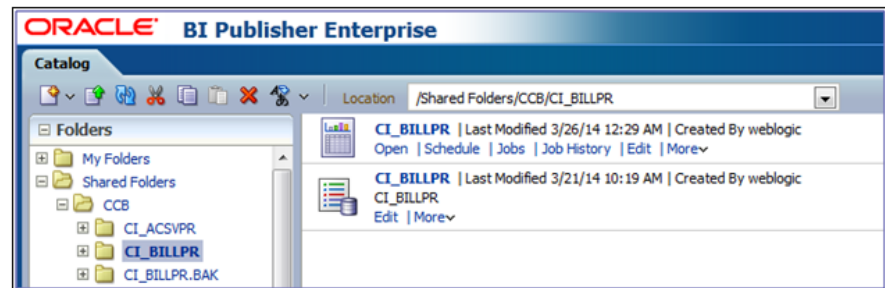 ORACLE BI Publisher Enterprise
Catalog
Location /Shared Folders/CCB/CI_BILLPR
Folders
My Folders
Shared Folders
CCB
CI_ACSVPR
CI_BILLPR
CI_BILLPR.BAK
CI_BILLPR | Last Modified 3/26/14 12:29 AM | Created By weblogic
Open | Schedule | Jobs | Job History | Edit | More
CI_BILLPR | Last Modified 3/21/14 10:19 AM | Created By weblogic
CI_BILLPR
Edit | More